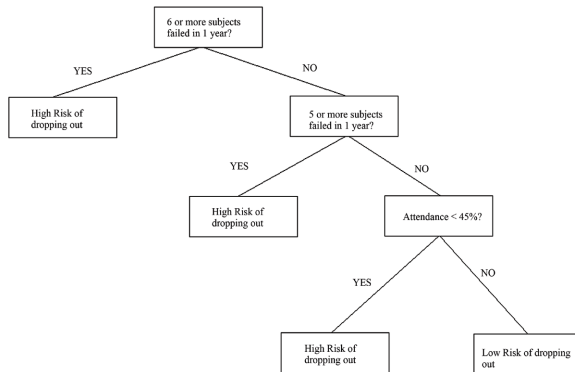 6 or more subjects
failed in 1 year?
YES
NO
High Risk of
dropping out
5 or more subjects
failed in 1 year?
YES
NO
High Risk of
dropping out
Attendance < 45%?
YES
NO
High Risk of
dropping out
Low Risk of dropping
out